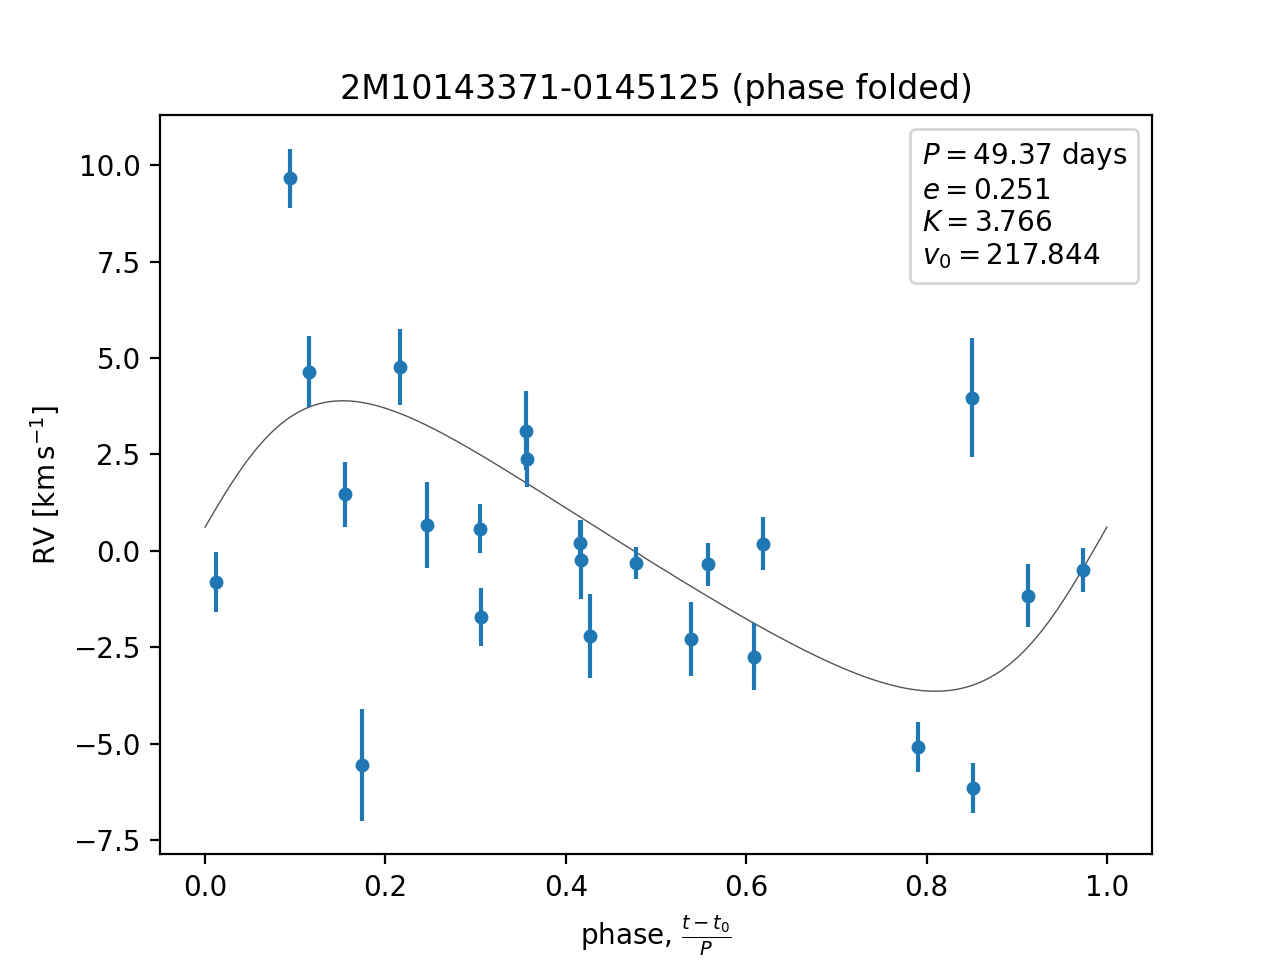 2M10143371-0145125 (phase folded)
P = 49.37 days
e = 0.251
K = 3.766
v₀ = 217.844
RV [km s⁻¹]
10.0
7.5
5.0
2.5
0.0
−2.5
−5.0
−7.5
0.0 0.2 0.4 0.6 0.8 1.0
phase, (t − t₀)/P